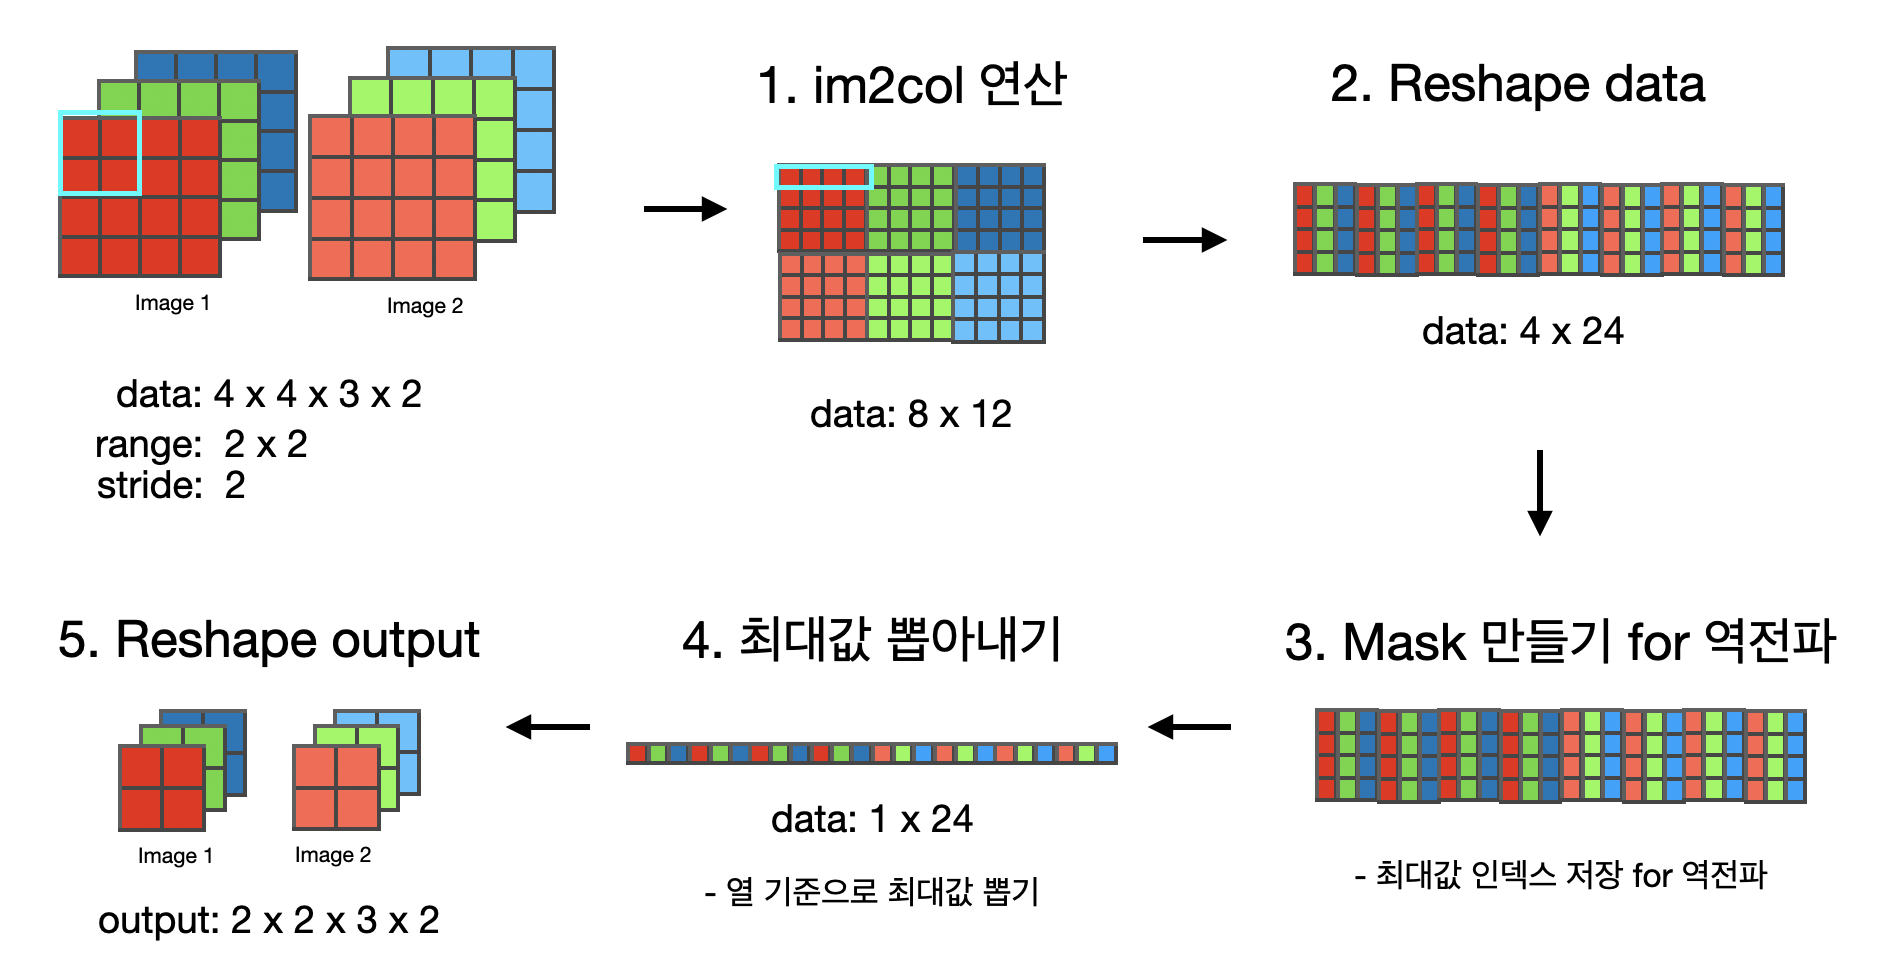 Image 1
Image 2
data: 4 x 4 x 3 x 2
range: 2 x 2
stride: 2
1. im2col 연산
data: 8 x 12
2. Reshape data
data: 4 x 24
3. Mask 만들기 for 역전파
- 최대값 인덱스 저장 for 역전파
4. 최대값 뽑아내기
data: 1 x 24
- 열 기준으로 최대값 뽑기
5. Reshape output
Image 1
Image 2
output: 2 x 2 x 3 x 2